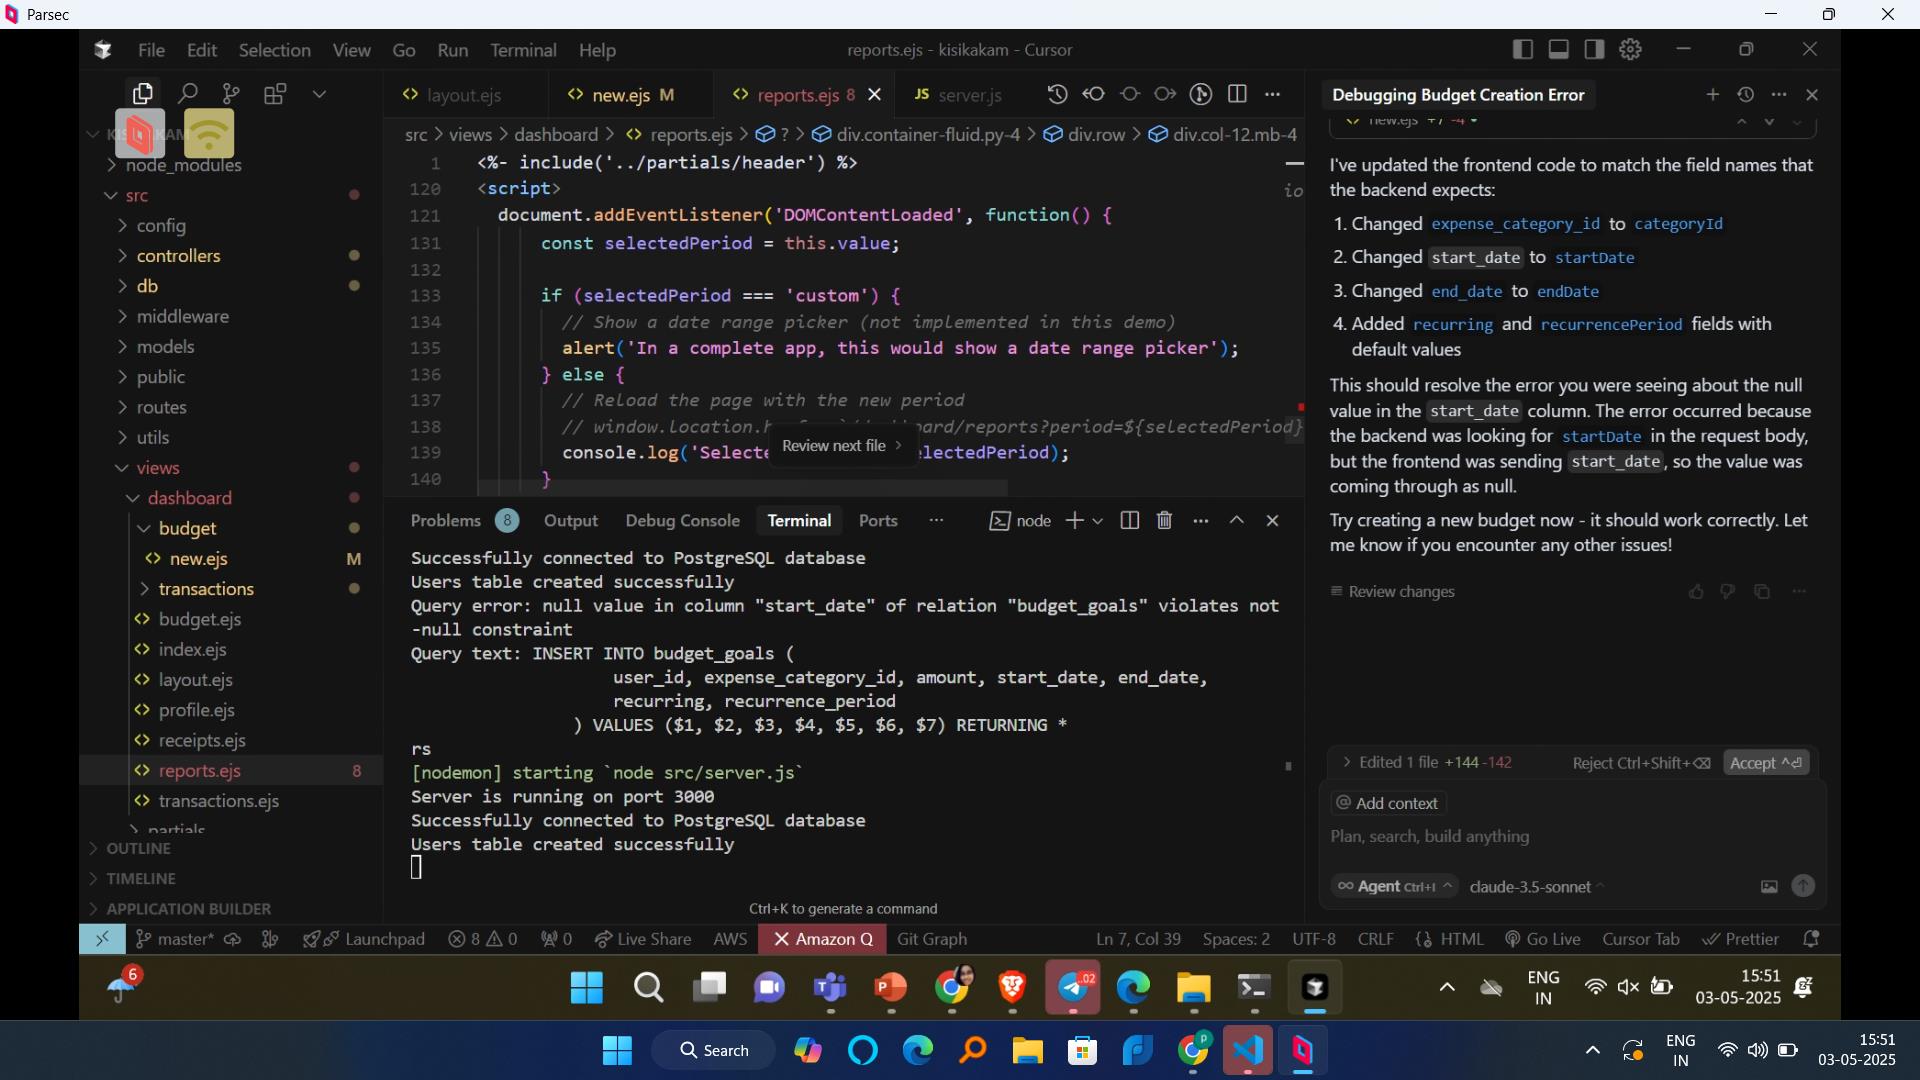 Parsec
File Edit Selection View Go Run Terminal Help
reports.ejs - kisikakam - Cursor
layout.ejs
new.ejs M
reports.ejs 8
JS server.js
node_modules
src
config
controllers
db
middleware
models
public
routes
utils
views
dashboard
budget
new.ejs M
transactions
budget.ejs
index.ejs
layout.ejs
profile.ejs
receipts.ejs
reports.ejs 8
transactions.ejs
partials
OUTLINE
TIMELINE
APPLICATION BUILDER
src > views > dashboard > reports.ejs > ? > div.container-fluid.py-4 > div.row > div.col-12.mb-4
1 <%- include('../partials/header') %>
120 <script>
121 document.addEventListener('DOMContentLoaded', function() {
131 const selectedPeriod = this.value;
132
133 if (selectedPeriod === 'custom') {
134 // Show a date range picker (not implemented in this demo)
135 alert('In a complete app, this would show a date range picker');
136 } else {
137 // Reload the page with the new period
138 // window.location.h dashboard/reports?period=${selectedPeriod}
139 console.log('Selecte lectedPeriod);
140 }
Review next file >
Problems 8 Output Debug Console Terminal Ports ...
node
Successfully connected to PostgreSQL database
Users table created successfully
Query error: null value in column "start_date" of relation "budget_goals" violates not
-null constraint
Query text: INSERT INTO budget_goals (
user_id, expense_category_id, amount, start_date, end_date,
recurring, recurrence_period
) VALUES ($1, $2, $3, $4, $5, $6, $7) RETURNING *
rs
[nodemon] starting `node src/server.js`
Server is running on port 3000
Successfully connected to PostgreSQL database
Users table created successfully
Ctrl+K to generate a command
Debugging Budget Creation Error
new.ejs +7 -4
I've updated the frontend code to match the field names that
the backend expects:
1. Changed expense_category_id to categoryId
2. Changed start_date to startDate
3. Changed end_date to endDate
4. Added recurring and recurrencePeriod fields with
default values
This should resolve the error you were seeing about the null
value in the start_date column. The error occurred because
the backend was looking for startDate in the request body,
but the frontend was sending start_date, so the value was
coming through as null.
Try creating a new budget now - it should work correctly. Let
me know if you encounter any other issues!
Review changes
Edited 1 file +144 -142 Reject Ctrl+Shift+⌫ Accept ^⏎
@ Add context
Plan, search, build anything
∞ Agent Ctrl+I claude-3.5-sonnet
master* Launchpad 8 0 0 Live Share AWS Amazon Q Git Graph
Ln 7, Col 39 Spaces: 2 UTF-8 CRLF {} HTML Go Live Cursor Tab Prettier
6
02
ENG
IN
15:51
03-05-2025
Search
P
ENG
IN
15:51
03-05-2025